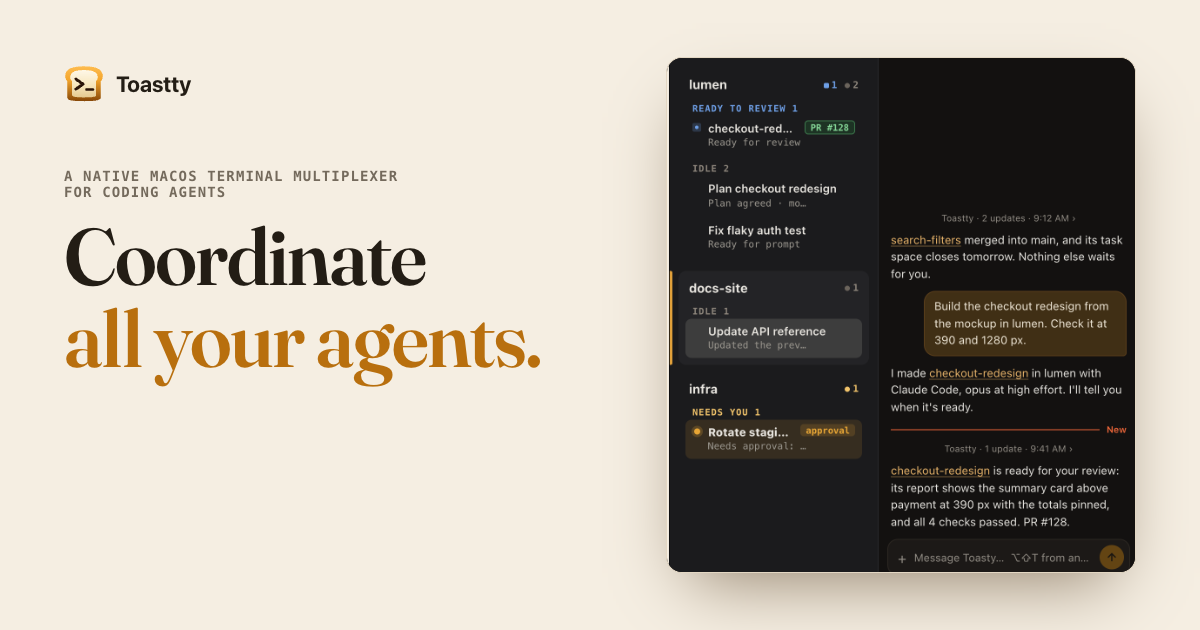 Toastty
A NATIVE MACOS TERMINAL MULTIPLEXER
FOR CODING AGENTS
Coordinate
all your agents.
lumen 1 2
READY TO REVIEW 1
checkout-red... PR #128
Ready for review
IDLE 2
Plan checkout redesign
Plan agreed · mo…
Fix flaky auth test
Ready for prompt
docs-site 1
IDLE 1
Update API reference
Updated the prev…
infra 1
NEEDS YOU 1
Rotate stagi... approval
Needs approval: …
Toastty · 2 updates · 9:12 AM ›
search-filters merged into main, and its task
space closes tomorrow. Nothing else waits
for you.
Build the checkout redesign from
the mockup in lumen. Check it at
390 and 1280 px.
I made checkout-redesign in lumen with
Claude Code, opus at high effort. I'll tell you
when it's ready.
New
Toastty · 1 update · 9:41 AM ›
checkout-redesign is ready for your review:
its report shows the summary card above
payment at 390 px with the totals pinned,
and all 4 checks passed. PR #128.
+ Message Toasty... ⌥⇧T from an...